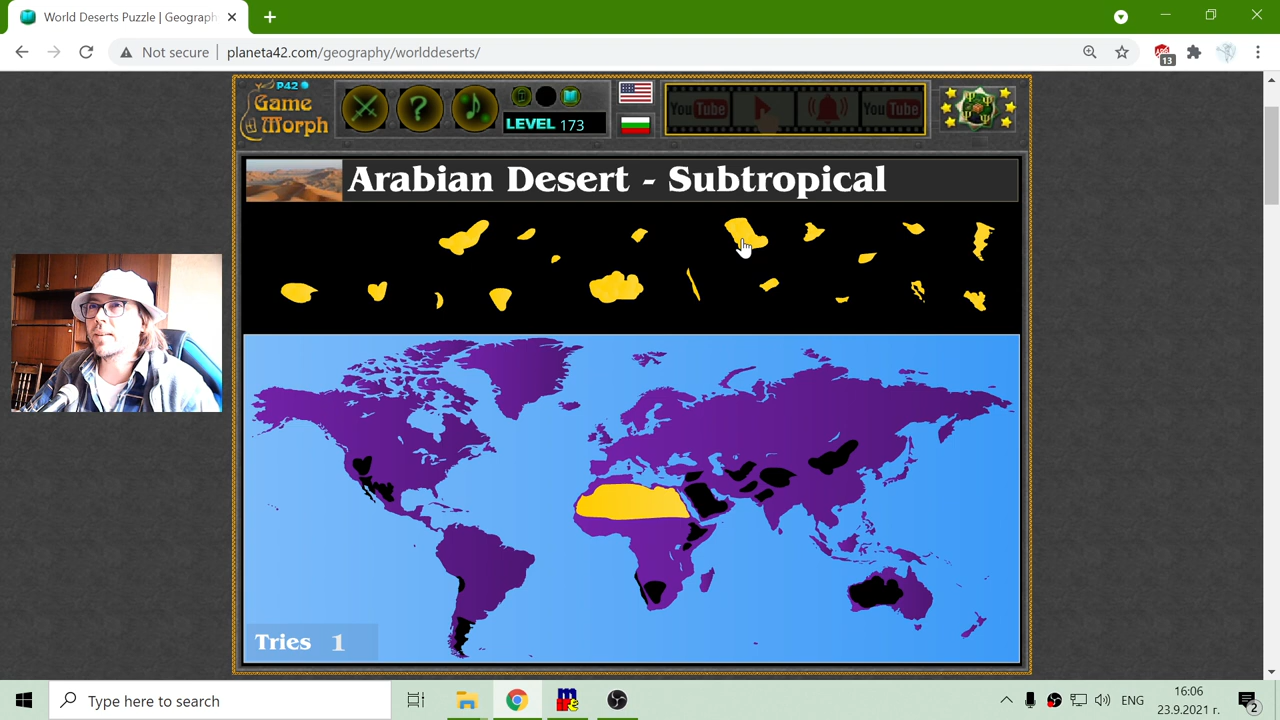 World Deserts Puzzle | Geograph
Not secure
planeta42.com/geography/worlddeserts/
13
P42
Game
Morph
?
LEVEL 173
You Tube
You Tube
Arabian Desert - Subtropical
Tries 1
Type here to search
ENG
16:06
23.9.2021 г.
2